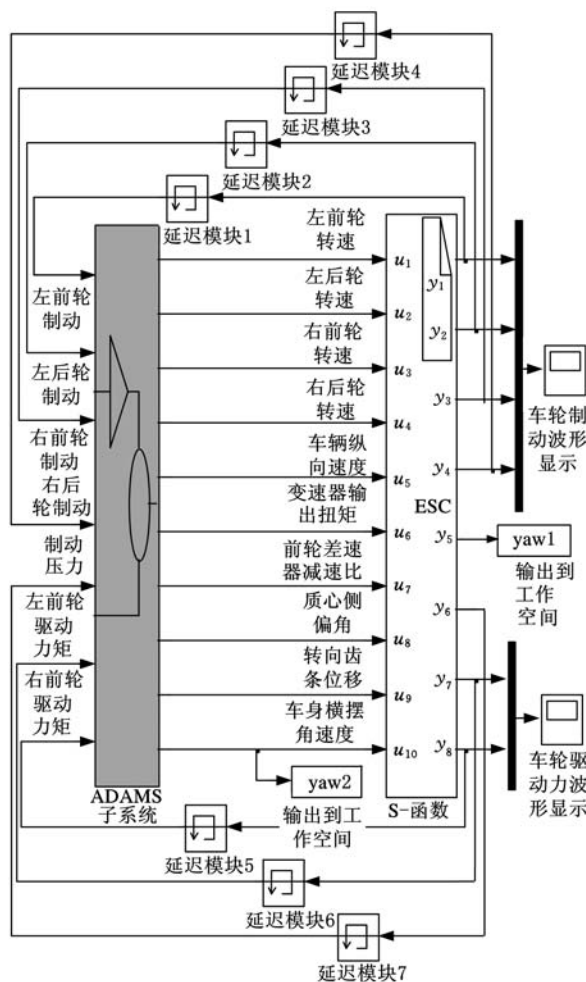 延迟模块4
延迟模块3
延迟模块2
延迟模块1
左前轮
制动
左后轮
制动
右前轮
制动
右后
轮制动
制动
压力
左前轮
驱动
力矩
右前轮
驱动
力矩
ADAMS
子系统
左前轮
转速
左后轮
转速
右前轮
转速
右后轮
转速
车辆纵
向速度
变速器输
出扭矩
前轮差速
器减速比
质心侧
偏角
转向齿
条位移
车身横摆
角速度
u1
u2
u3
u4
u5
u6
u7
u8
u9
u10
y1
y2
y3
y4
ESC
y5
y6
y7
y8
S-函数
车轮制
动波形
显示
yaw1
输出到
工作
空间
车轮驱
动力波
形显示
yaw2
输出到工
作空间
延迟模块5
延迟模块6
延迟模块7